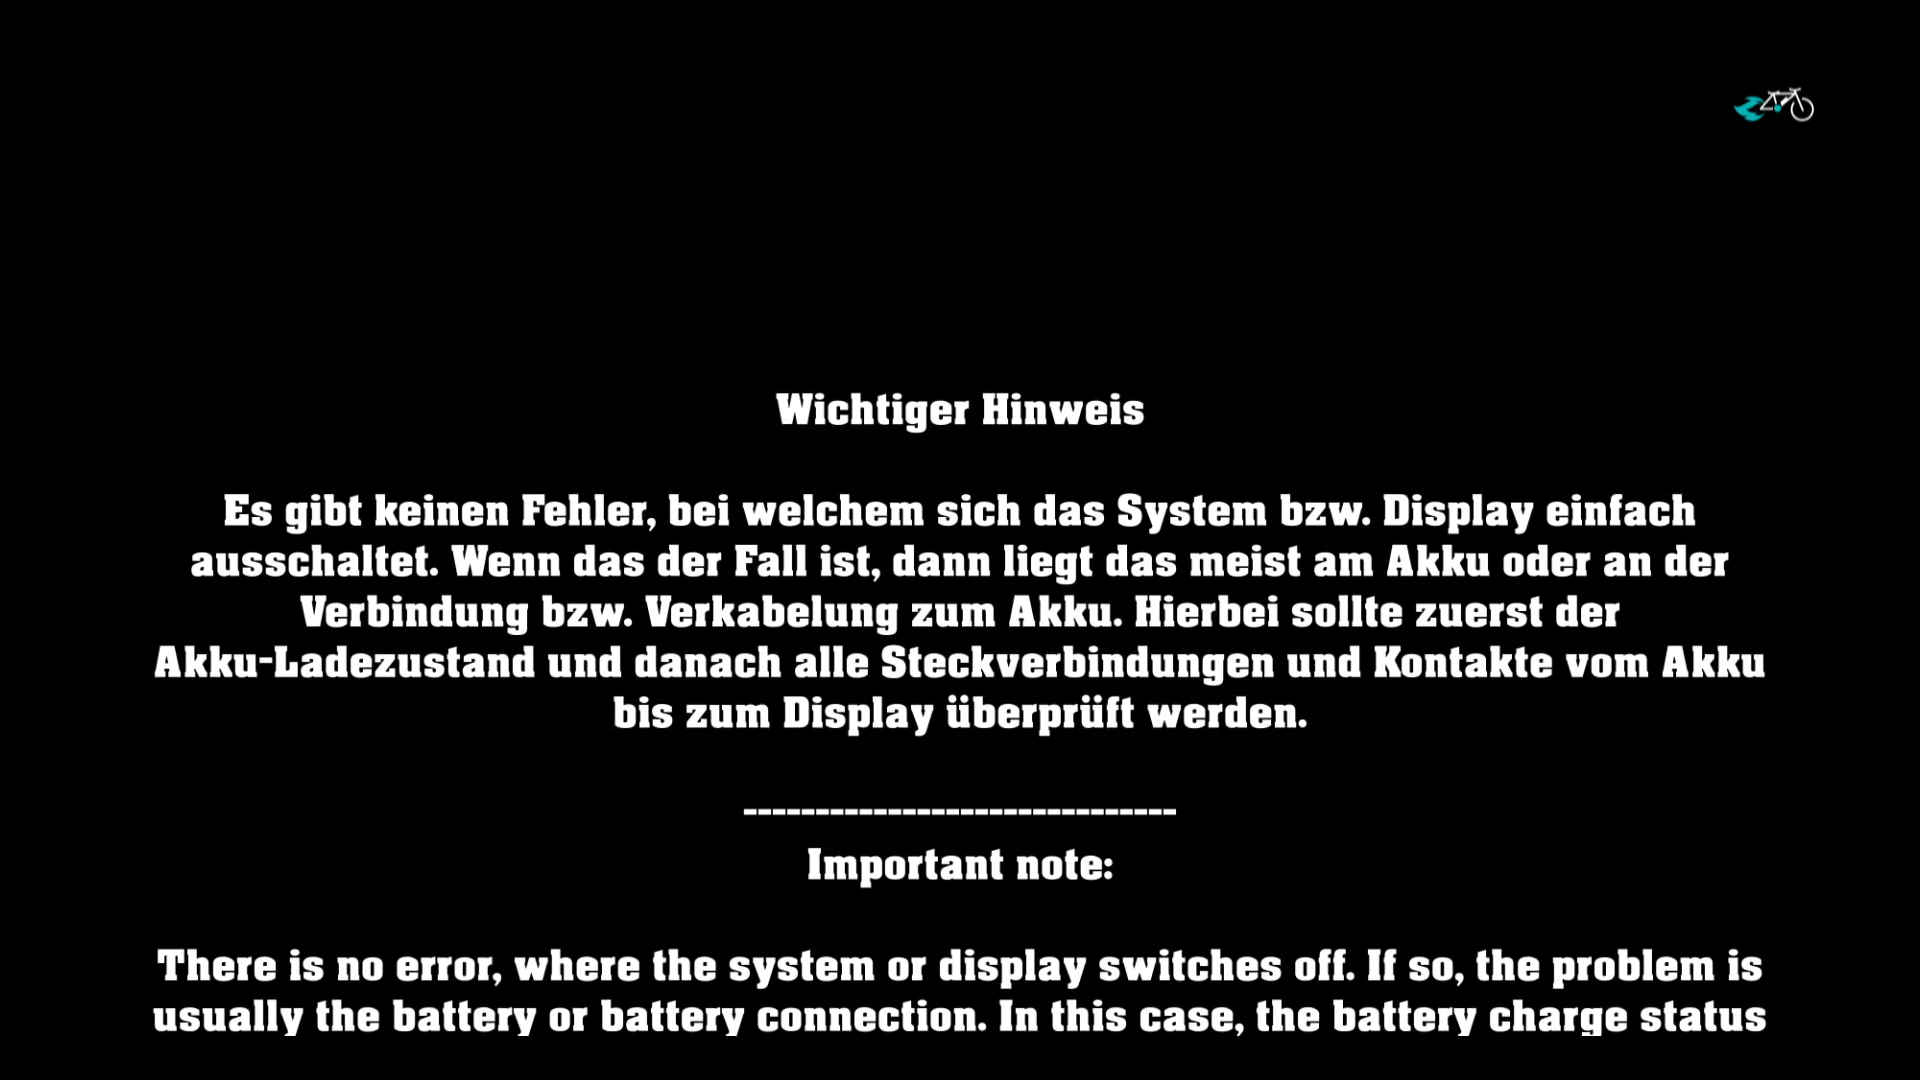 Wichtiger Hinweis
Es gibt keinen Fehler, bei welchem sich das System bzw. Display einfach
ausschaltet. Wenn das der Fall ist, dann liegt das meist am Akku oder an der
Verbindung bzw. Verkabelung zum Akku. Hierbei sollte zuerst der
Akku-Ladezustand und danach alle Steckverbindungen und Kontakte vom Akku
bis zum Display überprüft werden.
------------------------------
Important note:
There is no error, where the system or display switches off. If so, the problem is
usually the battery or battery connection. In this case, the battery charge status